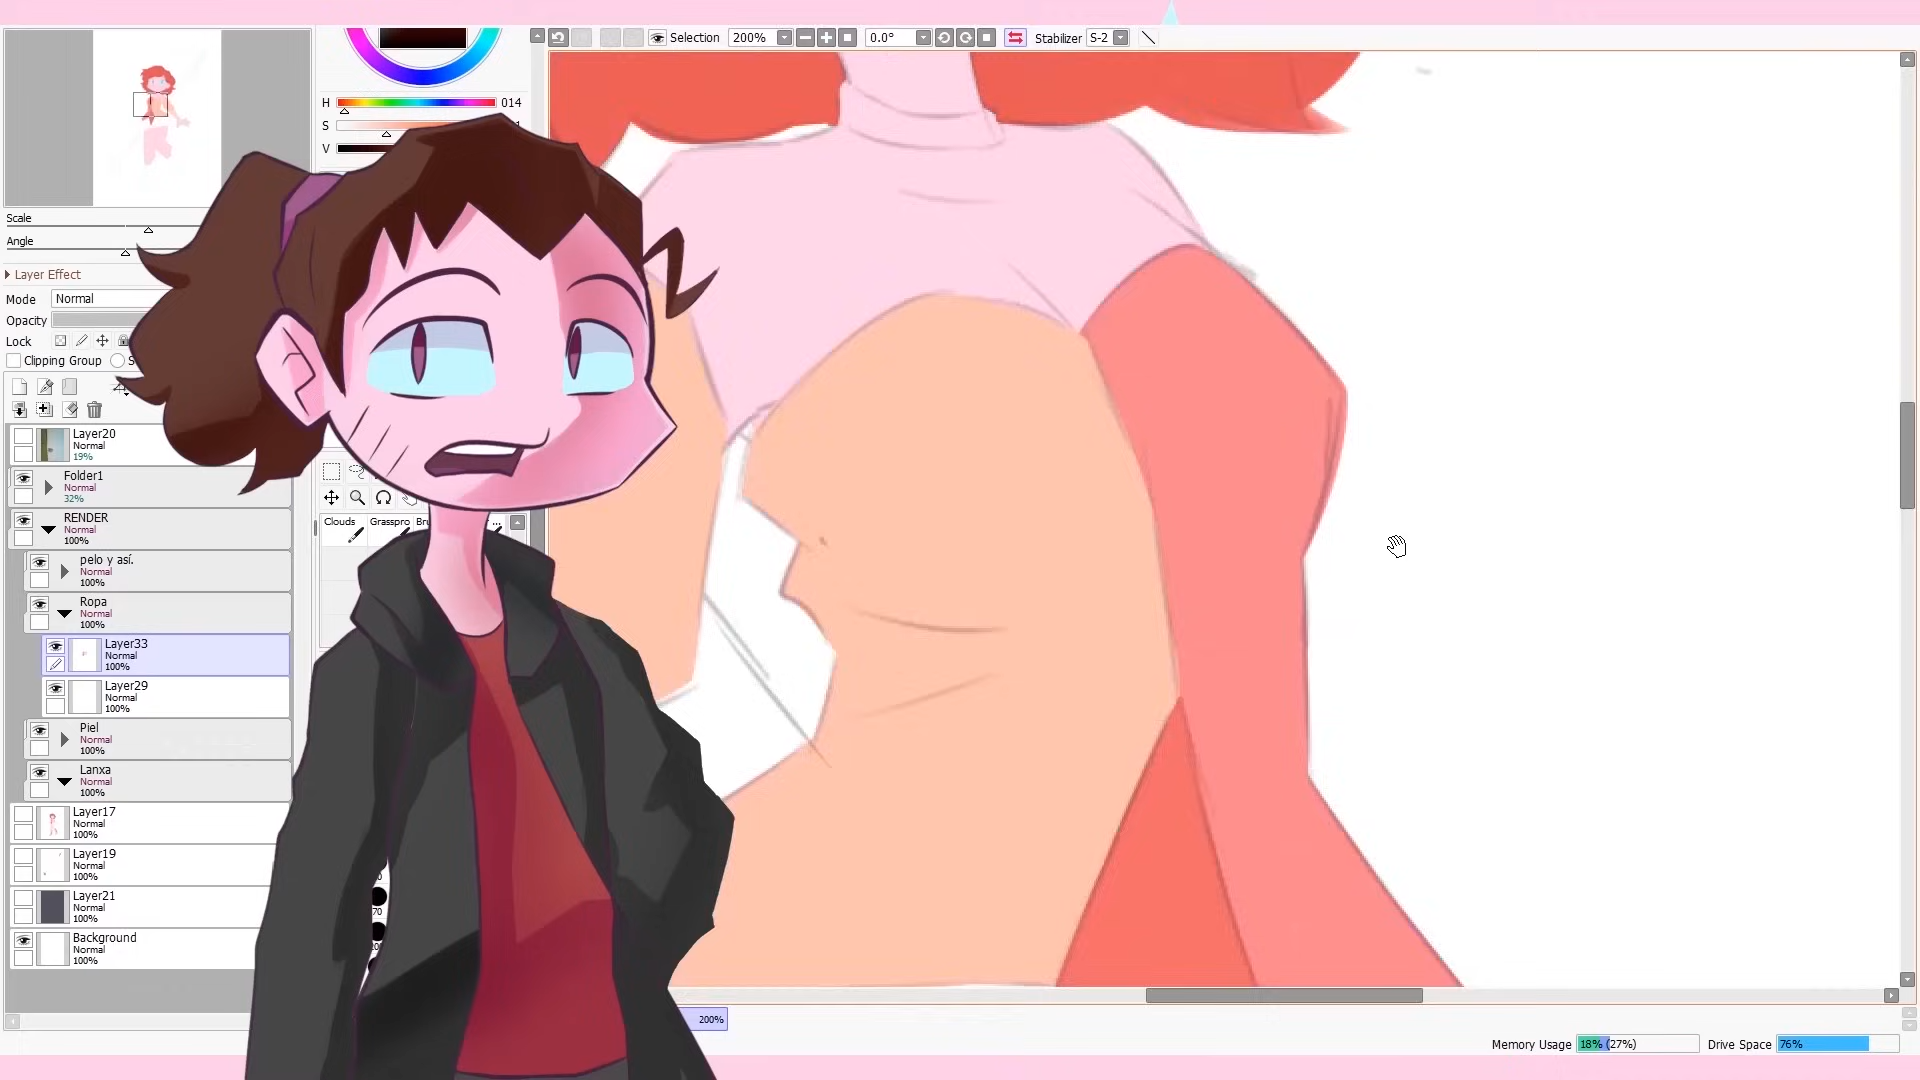 Selection 200% 0.0° Stabilizer S-2
H 014
S
V
Scale
Angle
Layer Effect
Mode Normal
Opacity
Lock
Clipping Group
Layer20
Normal
19%
Folder1
Normal
32%
RENDER
Normal
100%
pelo y así.
Normal
100%
Ropa
Normal
100%
Layer33
Normal
100%
Layer29
Normal
100%
Piel
Normal
100%
Lanxa
Normal
100%
Layer17
Normal
100%
Layer19
Normal
100%
Layer21
Normal
100%
Background
Normal
100%
Clouds Grasspro
70
200%
Memory Usage 18% (27%) Drive Space 76%